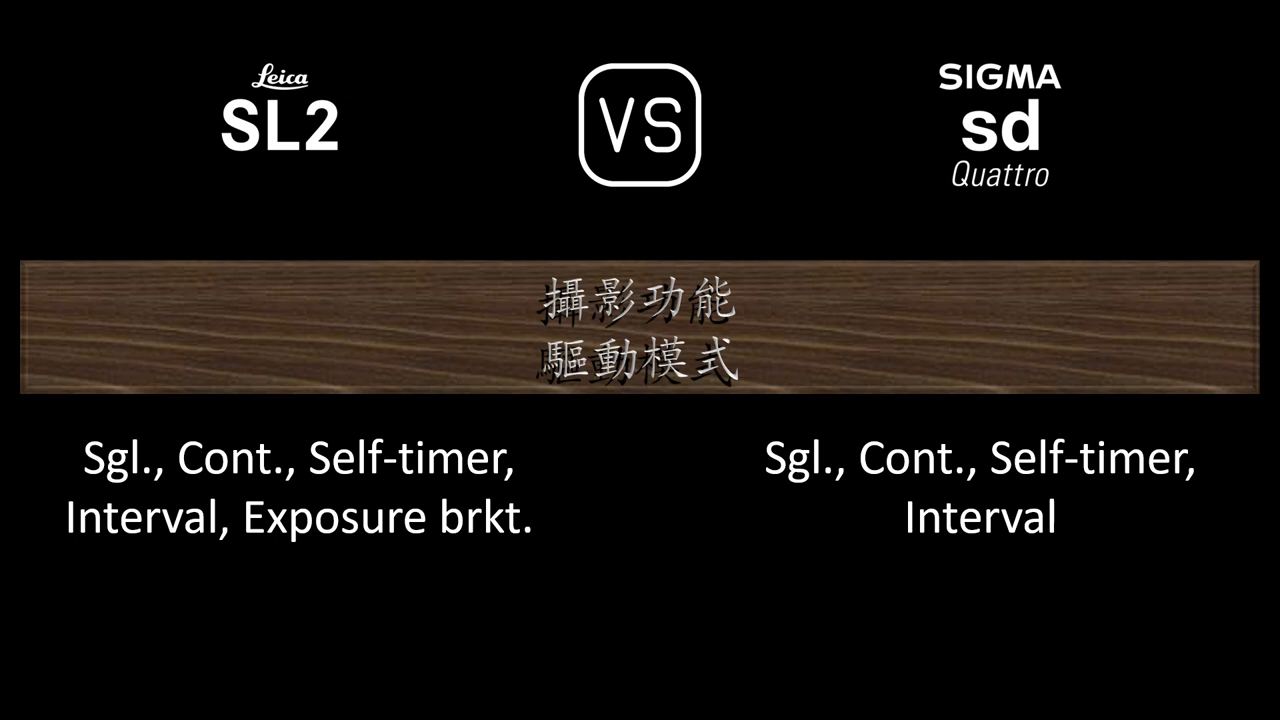 Leica
SL2
VS
SIGMA
sd
Quattro
攝影功能
驅動模式
Sgl., Cont., Self-timer,
Interval, Exposure brkt.
Sgl., Cont., Self-timer,
Interval